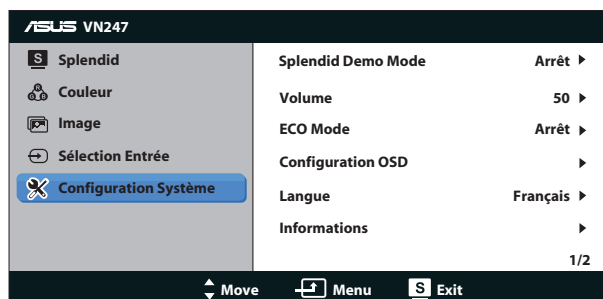 ASUS VN247
S Splendid
Couleur
Image
Sélection Entrée
Configuration Système
Splendid Demo Mode Arrêt
Volume 50
ECO Mode Arrêt
Configuration OSD
Langue Français
Informations
1/2
Move Menu S Exit